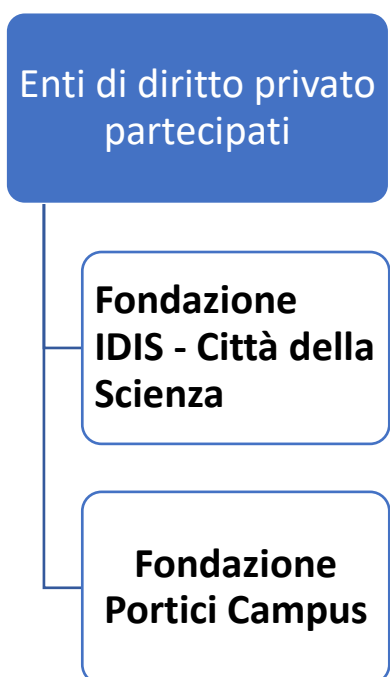 Enti di diritto privato
partecipati
Fondazione
IDIS - Città della
Scienza
Fondazione
Portici Campus